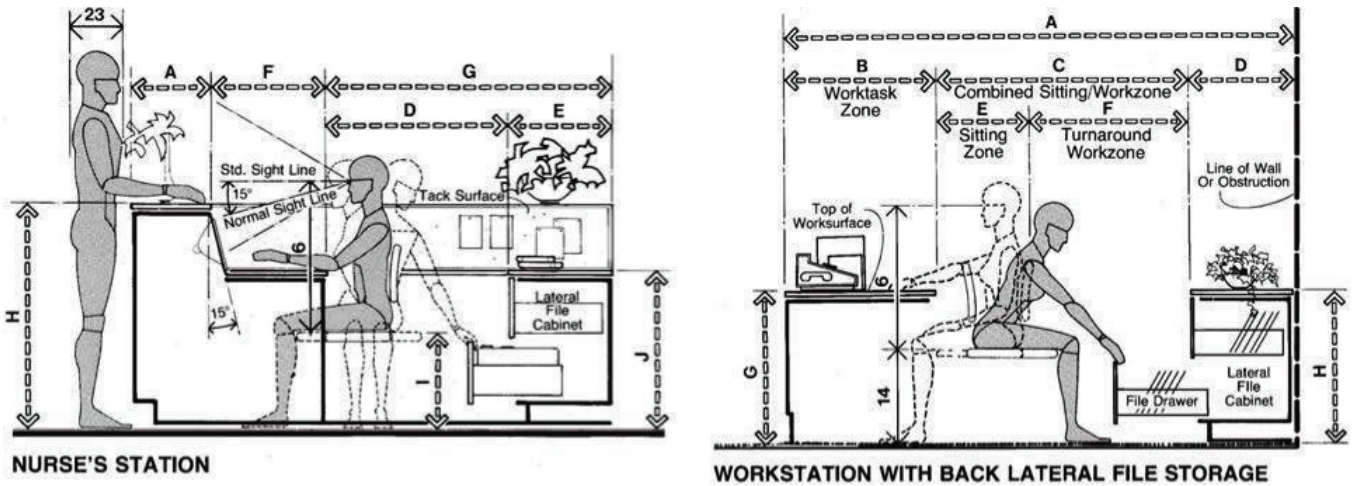 23
A
F
G
D
E
Std. Sight Line
15°
Normal Sight Line
Tack Surface
6
H
15°
Lateral
File
Cabinet
I
J
NURSE'S STATION
A
B
Worktask
Zone
C
Combined Sitting/Workzone
D
E
Sitting
Zone
F
Turnaround
Workzone
Line of Wall
Or Obstruction
Top of
Worksurface
6
G
14
File Drawer
Lateral
File
Cabinet
H
WORKSTATION WITH BACK LATERAL FILE STORAGE